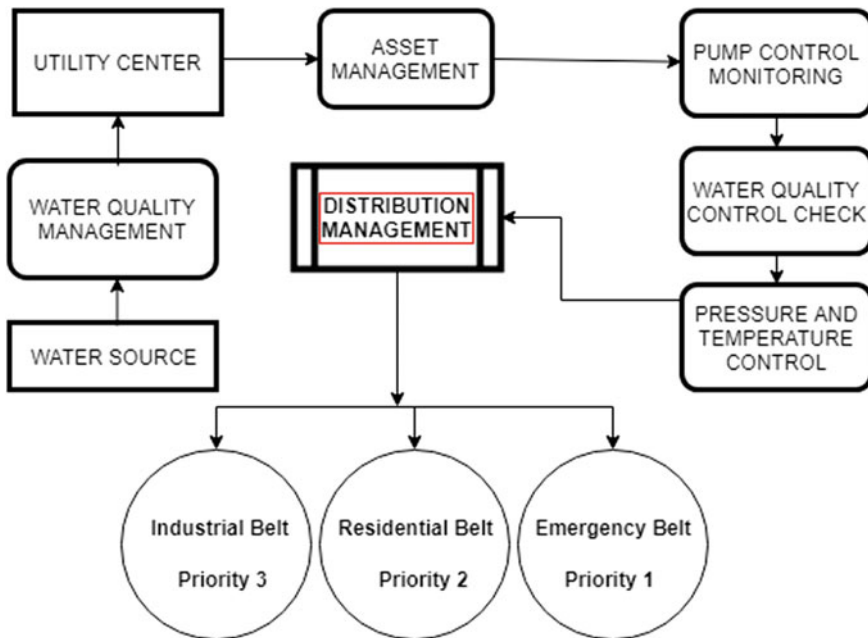 UTILITY CENTER
ASSET
MANAGEMENT
PUMP CONTROL
MONITORING
WATER QUALITY
MANAGEMENT
DISTRIBUTION
MANAGEMENT
WATER QUALITY
CONTROL CHECK
WATER SOURCE
PRESSURE AND
TEMPERATURE
CONTROL
Industrial Belt
Priority 3
Residential Belt
Priority 2
Emergency Belt
Priority 1